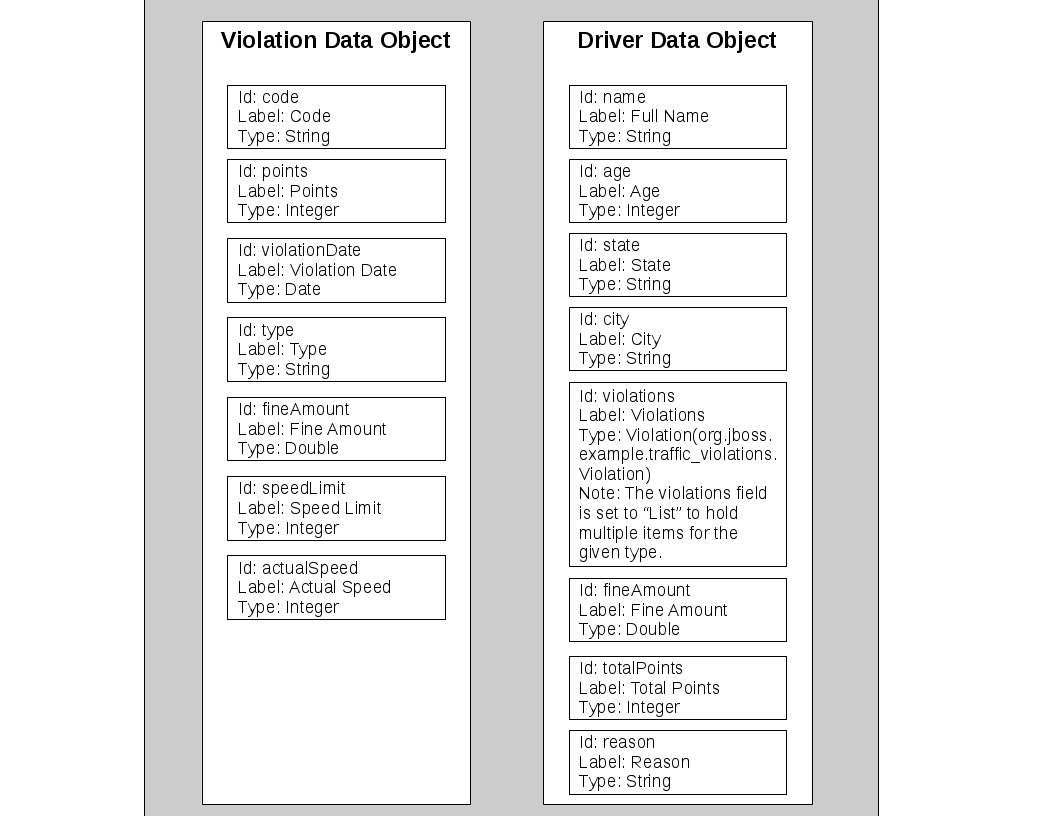 Violation Data Object
Id: code
Label: Code
Type: String
Id: points
Label: Points
Type: Integer
Id: violationDate
Label: Violation Date
Type: Date
Id: type
Label: Type
Type: String
Id: fineAmount
Label: Fine Amount
Type: Double
Id: speedLimit
Label: Speed Limit
Type: Integer
Id: actualSpeed
Label: Actual Speed
Type: Integer
Driver Data Object
Id: name
Label: Full Name
Type: String
Id: age
Label: Age
Type: Integer
Id: state
Label: State
Type: String
Id: city
Label: City
Type: String
Id: violations
Label: Violations
Type: Violation(org.jboss.
example.traffic_violations.
Violation)
Note: The violations field
is set to “List” to hold
multiple items for the
given type.
Id: fineAmount
Label: Fine Amount
Type: Double
Id: totalPoints
Label: Total Points
Type: Integer
Id: reason
Label: Reason
Type: String